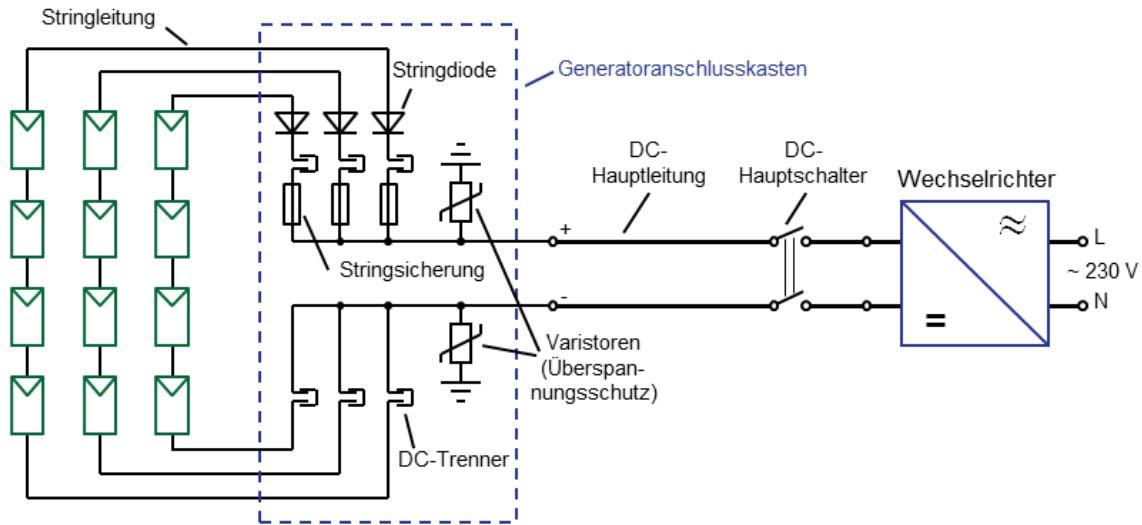 Stringleitung
Stringdiode
Generatoranschlusskasten
DC-
Hauptleitung
DC-
Hauptschalter
Wechselrichter
≈
+
L
Stringsicherung
~ 230 V
-
N
=
Varistoren
(Überspan-
nungsschutz)
DC-Trenner